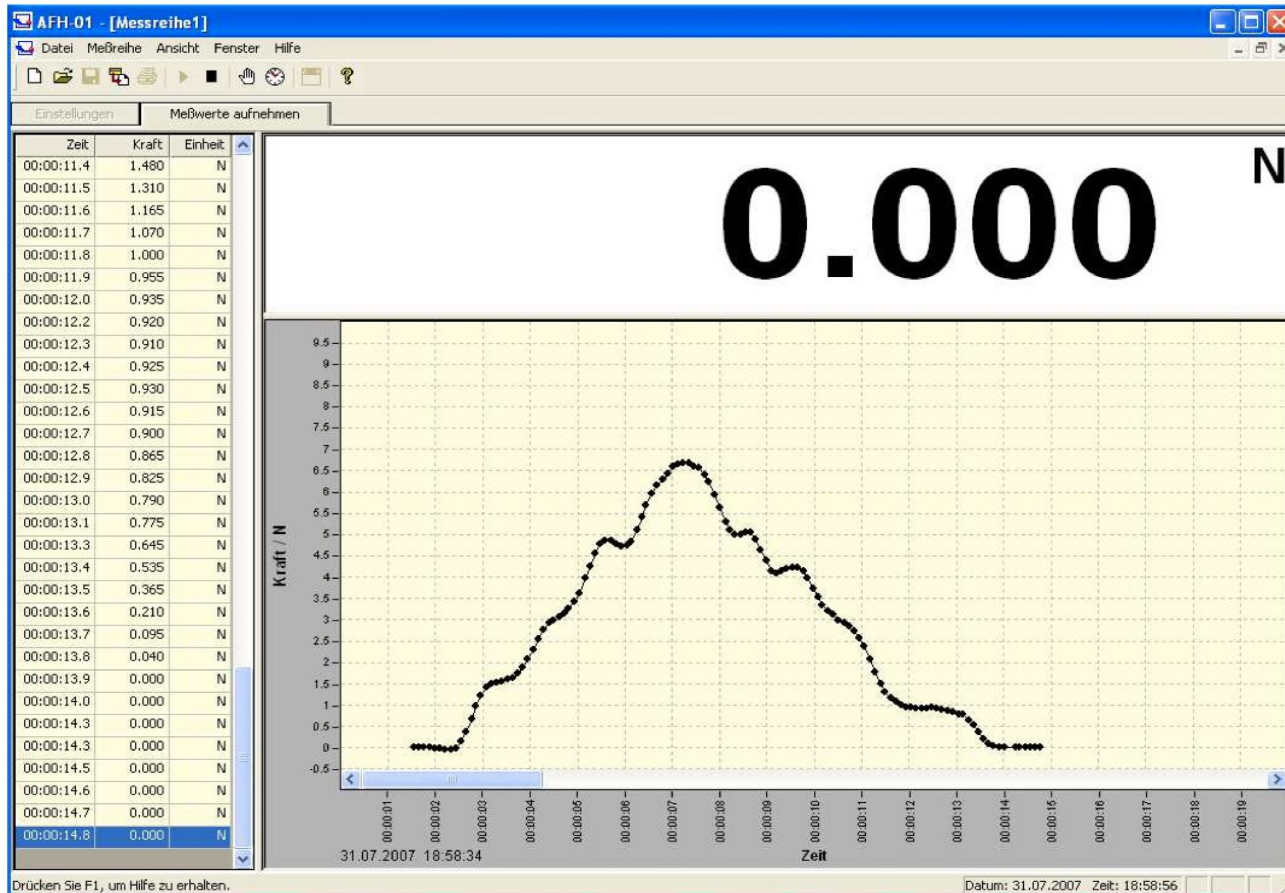 AFH-01 - [Messreihe1]
Datei Meßreihe Ansicht Fenster Hilfe
Einstellungen Meßwerte aufnehmen
Zeit Kraft Einheit
00:00:11.4 1.480 N
00:00:11.5 1.310 N
00:00:11.6 1.165 N
00:00:11.7 1.070 N
00:00:11.8 1.000 N
00:00:11.9 0.955 N
00:00:12.0 0.935 N
00:00:12.2 0.920 N
00:00:12.3 0.910 N
00:00:12.4 0.925 N
00:00:12.5 0.930 N
00:00:12.6 0.915 N
00:00:12.7 0.900 N
00:00:12.8 0.865 N
00:00:12.9 0.825 N
00:00:13.0 0.790 N
00:00:13.1 0.775 N
00:00:13.3 0.645 N
00:00:13.4 0.535 N
00:00:13.5 0.365 N
00:00:13.6 0.210 N
00:00:13.7 0.095 N
00:00:13.8 0.040 N
00:00:13.9 0.000 N
00:00:14.0 0.000 N
00:00:14.3 0.000 N
00:00:14.3 0.000 N
00:00:14.5 0.000 N
00:00:14.6 0.000 N
00:00:14.7 0.000 N
00:00:14.8 0.000 N
0.000 N
9.5
9
8.5
8
7.5
7
6.5
6
5.5
5
4.5
4
3.5
3
2.5
2
1.5
1
0.5
0
-0.5
Kraft / N
00:00:01 00:00:02 00:00:03 00:00:04 00:00:05 00:00:06 00:00:07 00:00:08 00:00:09 00:00:10 00:00:11 00:00:12 00:00:13 00:00:14 00:00:15 00:00:16 00:00:17 00:00:18 00:00:19
31.07.2007 18:58:34 Zeit
Drücken Sie F1, um Hilfe zu erhalten. Datum: 31.07.2007 Zeit: 18:58:56